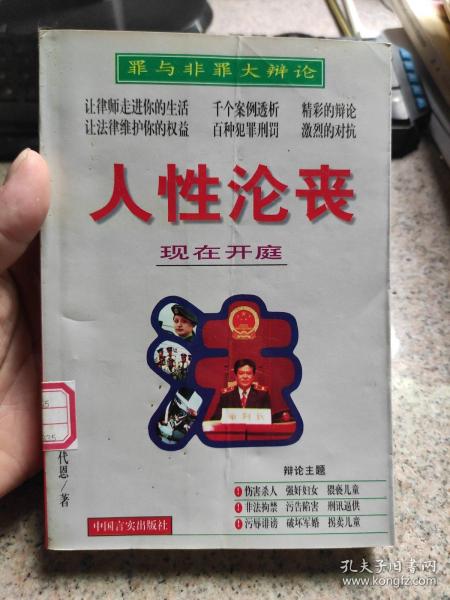 罪与非罪大辩论
让律师走进你的生活 千个案例透析 精彩的辩论
让法律维护你的权益 百种犯罪刑罚 激烈的对抗
人性沦丧
现在开庭
法
审判长
代恩／著
辩论主题
伤害杀人 强奸妇女 猥亵儿童
非法拘禁 污告陷害 刑讯逼供
污辱诽谤 破坏军婚 拐卖儿童
中国言实出版社
孔夫子旧书网
www.kongfz.com